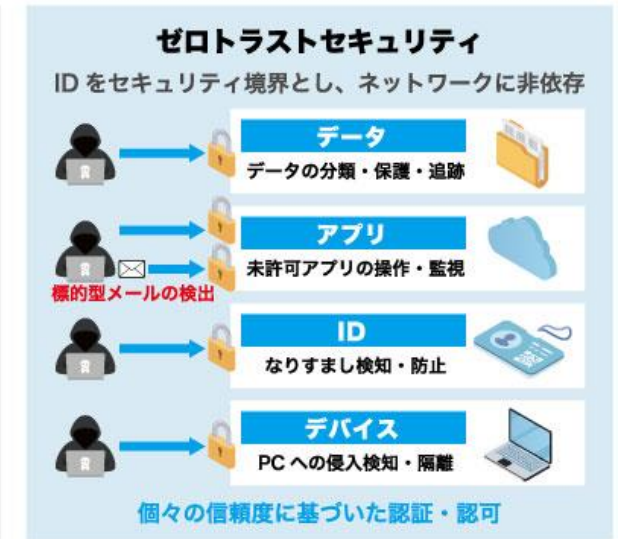 ゼロトラストセキュリティ
IDをセキュリティ境界とし、ネットワークに非依存
データ
データの分類・保護・追跡
アプリ
未許可アプリの操作・監視
標的型メールの検出
ID
なりすまし検知・防止
デバイス
PCへの侵入検知・隔離
個々の信頼度に基づいた認証・認可